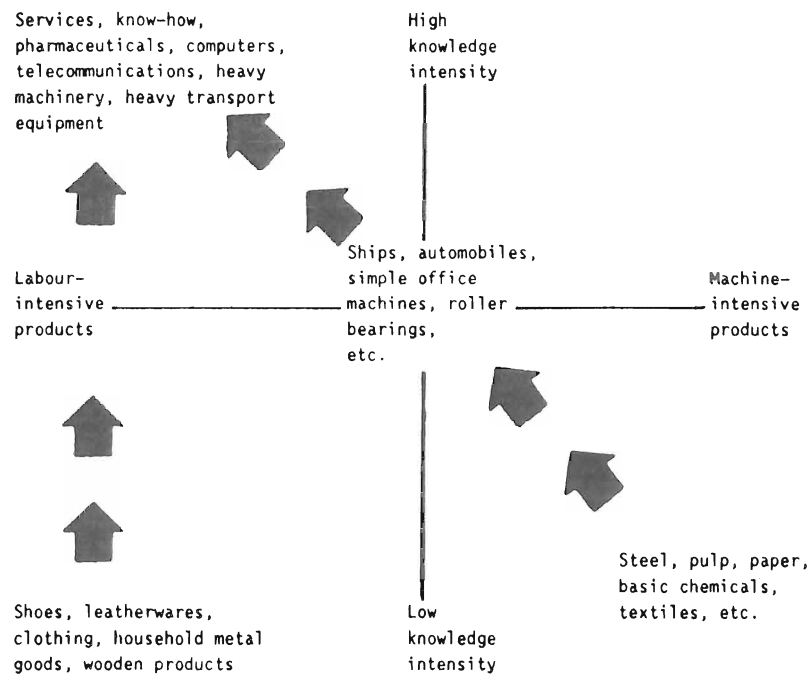 Services, know-how,
pharmaceuticals, computers,
telecommunications, heavy
machinery, heavy transport
equipment
High
knowledge
intensity
Labour-
intensive
products
Ships, automobiles,
simple office
machines, roller
bearings,
etc.
Machine-
intensive
products
Shoes, leatherwares,
clothing, household metal
goods, wooden products
Low
knowledge
intensity
Steel, pulp, paper,
basic chemicals,
textiles, etc.